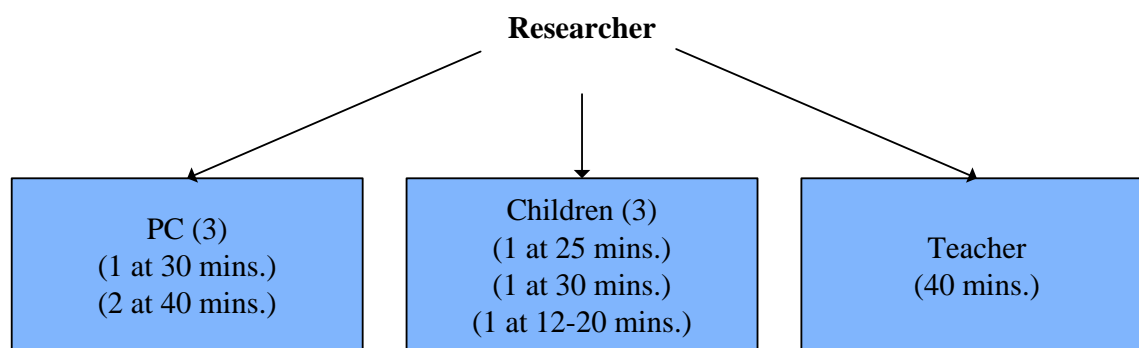 Researcher
PC (3)
(1 at 30 mins.)
(2 at 40 mins.)
Children (3)
(1 at 25 mins.)
(1 at 30 mins.)
(1 at 12-20 mins.)
Teacher
(40 mins.)